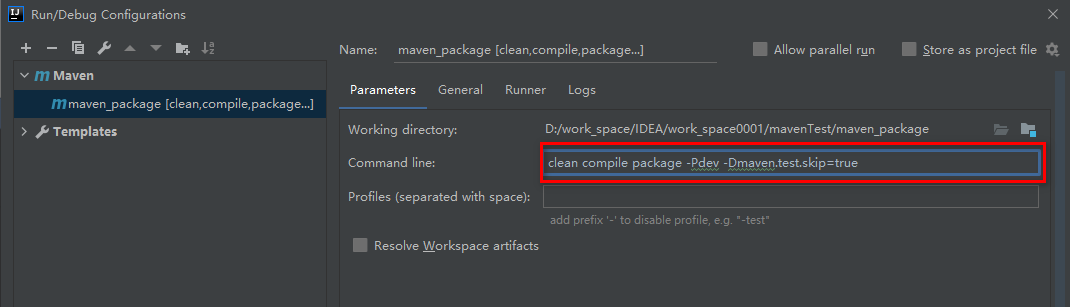 IJ Run/Debug Configurations
Name: maven_package [clean,compile,package...] Allow parallel run Store as project file
Maven
maven_package [clean,compile,package...]
Templates
Parameters General Runner Logs
Working directory: D:/work_space/IDEA/work_space0001/mavenTest/maven_package
Command line: clean compile package -Pdev -Dmaven.test.skip=true
Profiles (separated with space):
add prefix '-' to disable profile, e.g. "-test"
Resolve Workspace artifacts